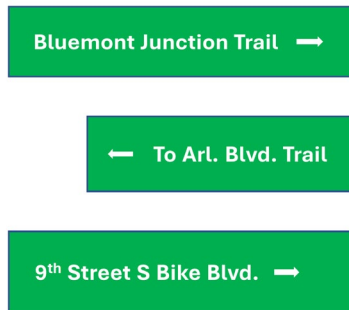 Bluemont Junction Trail →
← To Arl. Blvd. Trail
9th Street S Bike Blvd. →